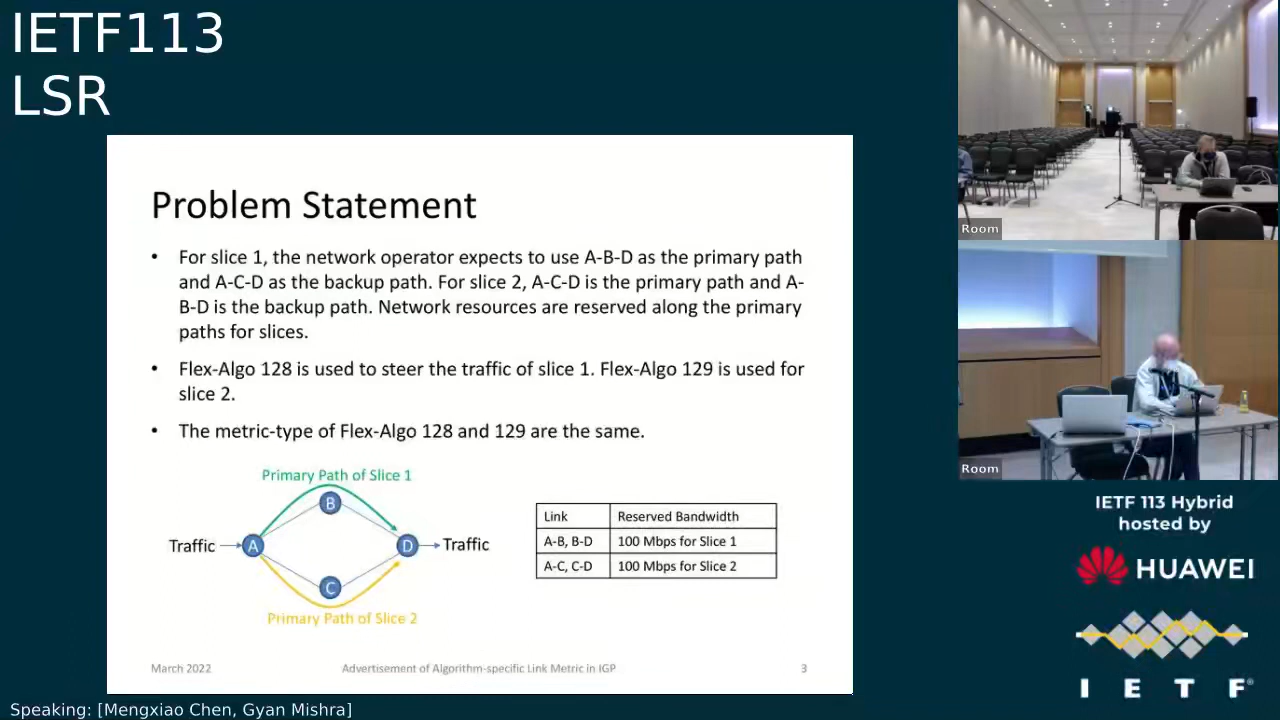 IETF113
LSR
Problem Statement
• For slice 1, the network operator expects to use A-B-D as the primary path
and A-C-D as the backup path. For slice 2, A-C-D is the primary path and A-
B-D is the backup path. Network resources are reserved along the primary
paths for slices.
• Flex-Algo 128 is used to steer the traffic of slice 1. Flex-Algo 129 is used for
slice 2.
• The metric-type of Flex-Algo 128 and 129 are the same.
Primary Path of Slice 1
B
Traffic A D Traffic
C
Primary Path of Slice 2
Link Reserved Bandwidth
A-B, B-D 100 Mbps for Slice 1
A-C, C-D 100 Mbps for Slice 2
March 2022 Advertisement of Algorithm-specific Link Metric in IGP 3
Room
Room
IETF 113 Hybrid
hosted by
HUAWEI
I E T F®
Speaking: [Mengxiao Chen, Gyan Mishra]